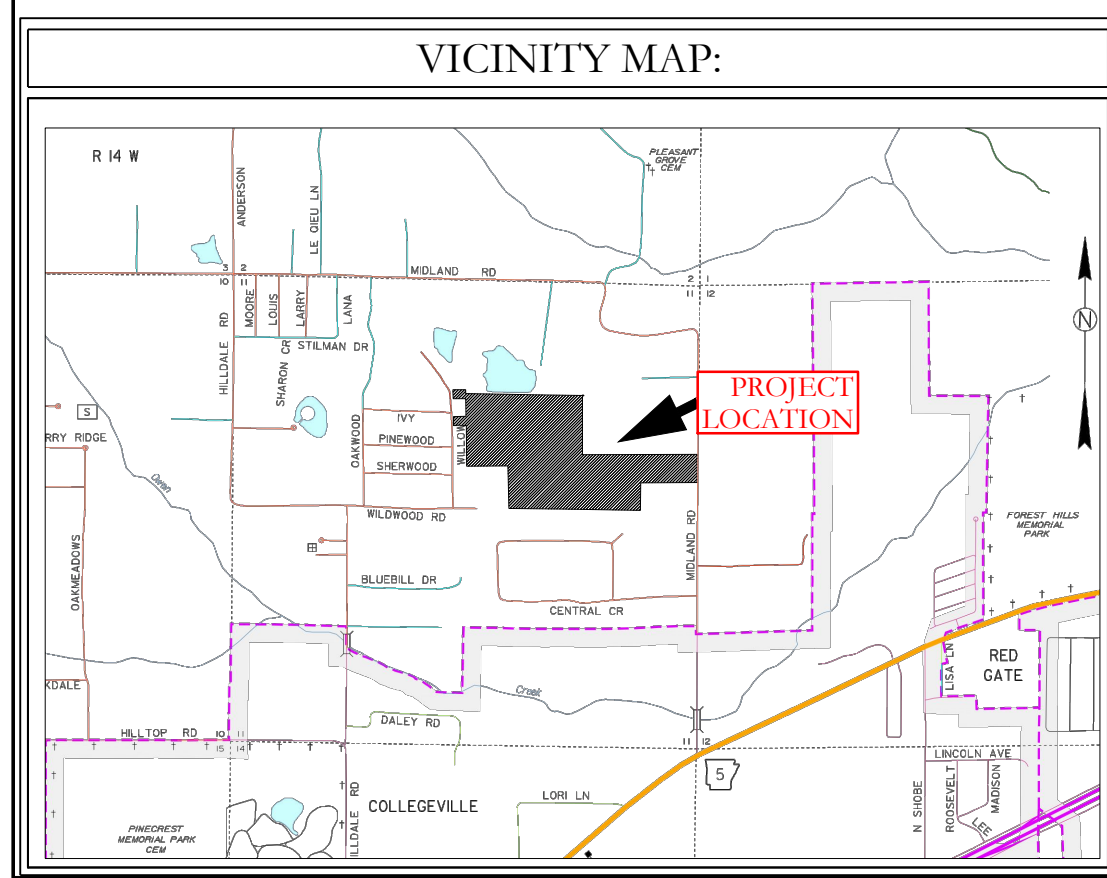 VICINITY MAP:
R 14 W
PLEASANT
GROVE
CEM
ANDERSON
LE QIEU LN
MIDLAND RD
3 2
10 11
2 1
11 12
MOORE
LOUIS
LARRY
LANA
STILMAN DR
HILLDALE RD
SHARON CR
N
PROJECT
LOCATION
S
RRY RIDGE
OAKWOOD
IVY
PINEWOOD
SHERWOOD
WILLOW
WILDWOOD RD
Owen
MIDLAND RD
FOREST HILLS
MEMORIAL
PARK
OAKMEADOWS
BLUEBILL DR
CENTRAL CR
LISA LN
RED
GATE
KDALE
Creek
DALEY RD
HILLTOP RD
10 11
15 14
11 12
5
LINCOLN AVE
ILLDALE RD
COLLEGEVILLE
LORI LN
N SHOBE
ROOSEVELT
MADISON
LEE
PINECREST
MEMORIAL PARK
CEM